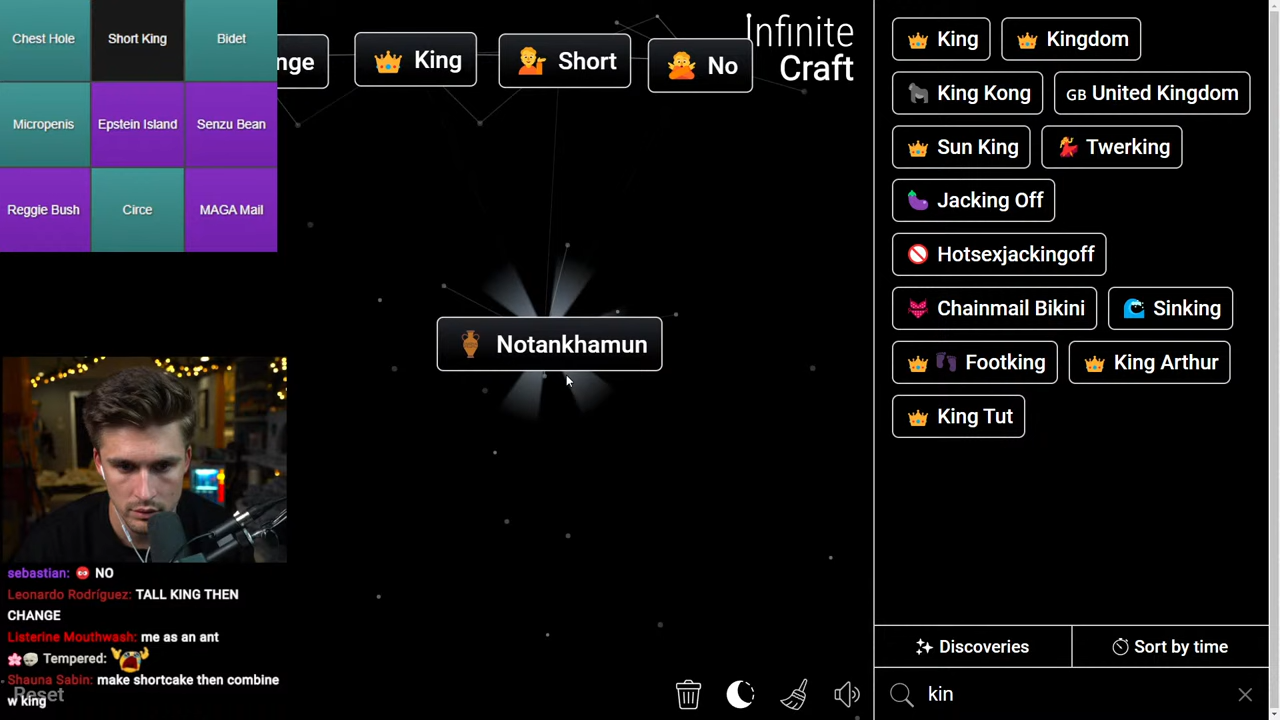 Chest Hole
Short King
Bidet
Micropenis
Epstein Island
Senzu Bean
Reggie Bush
Circe
MAGA Mail
nge
King
Short
No
Infinite
Craft
Notankhamun
King
Kingdom
King Kong
GB United Kingdom
Sun King
Twerking
Jacking Off
Hotsexjackingoff
Chainmail Bikini
Sinking
Footking
King Arthur
King Tut
sebastian: NO
Leonardo Rodríguez: TALL KING THEN
CHANGE
Listerine Mouthwash: me as an ant
Tempered:
Shauna Sabin: make shortcake then combine
w king
Reset
Discoveries
Sort by time
kin